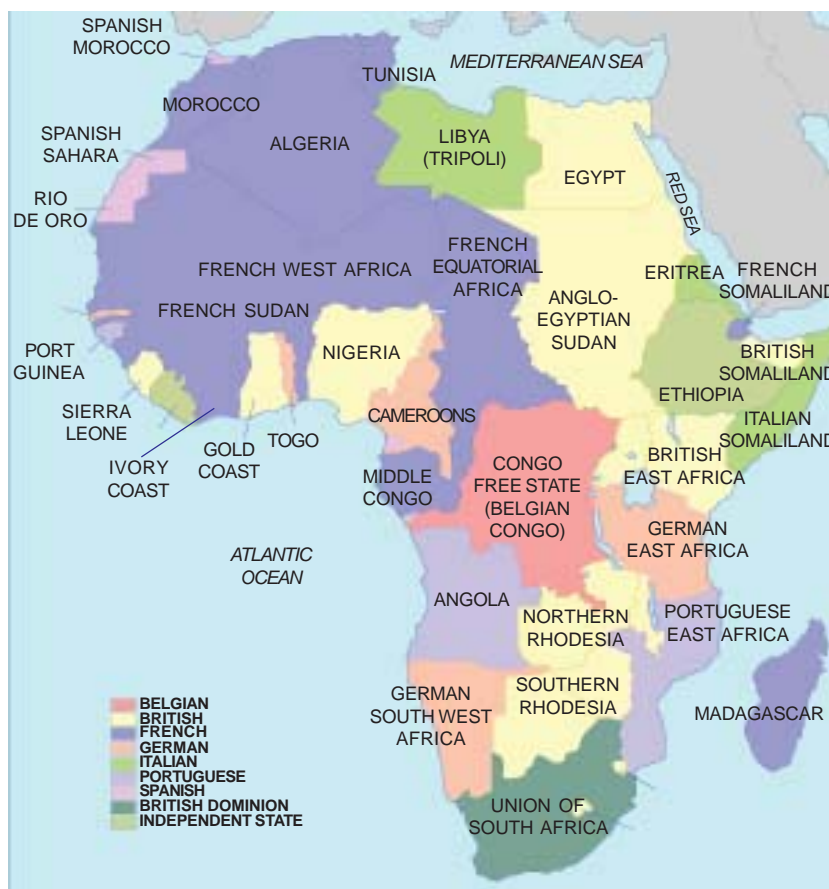 SPANISH
MOROCCO
MEDITERRANEAN SEA
TUNISIA
MOROCCO
ALGERIA
LIBYA
(TRIPOLI)
SPANISH
SAHARA
EGYPT
RED SEA
RIO
DE ORO
FRENCH
EQUATORIAL
AFRICA
FRENCH WEST AFRICA
ERITREA
FRENCH
SOMALILAND
FRENCH SUDAN
ANGLO-
EGYPTIAN
SUDAN
PORT
GUINEA
NIGERIA
BRITISH
SOMALILAND
ETHIOPIA
SIERRA
LEONE
CAMEROONS
ITALIAN
SOMALILAND
GOLD
COAST
TOGO
IVORY
COAST
BRITISH
EAST AFRICA
MIDDLE
CONGO
CONGO
FREE STATE
(BELGIAN
CONGO)
GERMAN
EAST AFRICA
ATLANTIC
OCEAN
ANGOLA
NORTHERN
RHODESIA
PORTUGUESE
EAST AFRICA
GERMAN
SOUTH WEST
AFRICA
SOUTHERN
RHODESIA
MADAGASCAR
BELGIAN
BRITISH
FRENCH
GERMAN
ITALIAN
PORTUGUESE
SPANISH
BRITISH DOMINION
INDEPENDENT STATE
UNION OF
SOUTH AFRICA